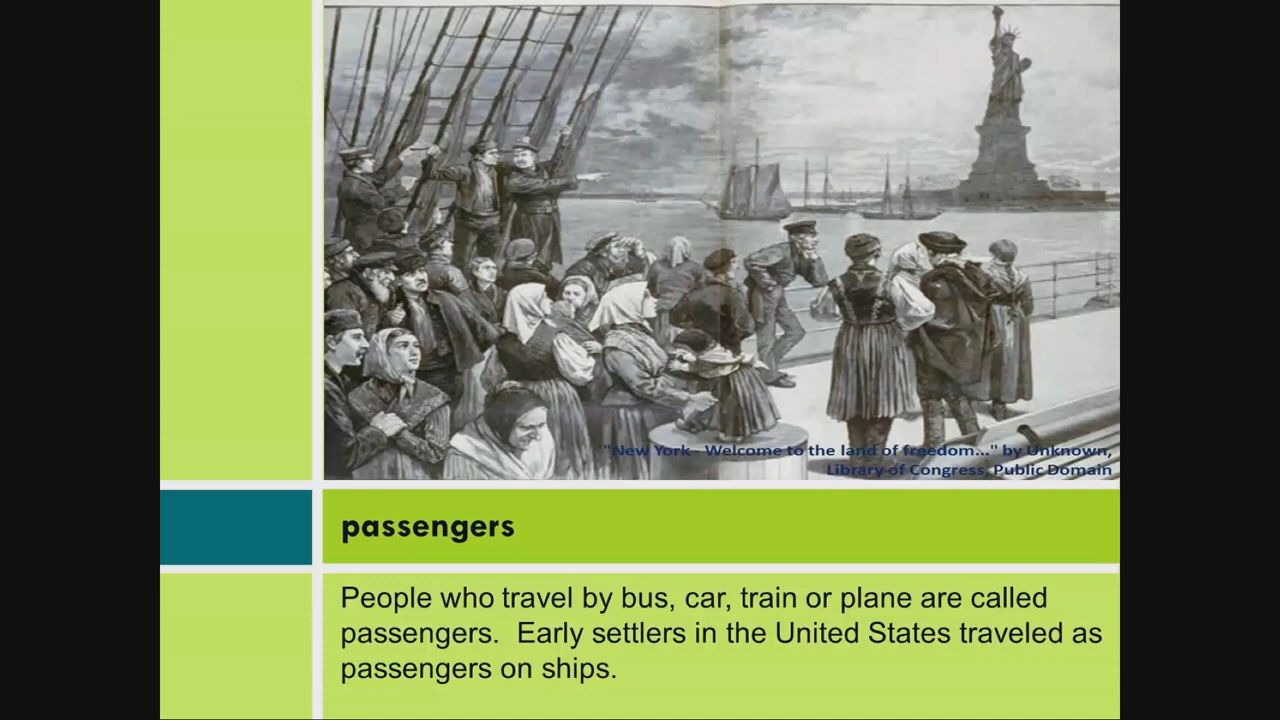 "New York - Welcome to the land of freedom..." by Unknown,
Library of Congress, Public Domain
passengers
People who travel by bus, car, train or plane are called
passengers.  Early settlers in the United States traveled as
passengers on ships.